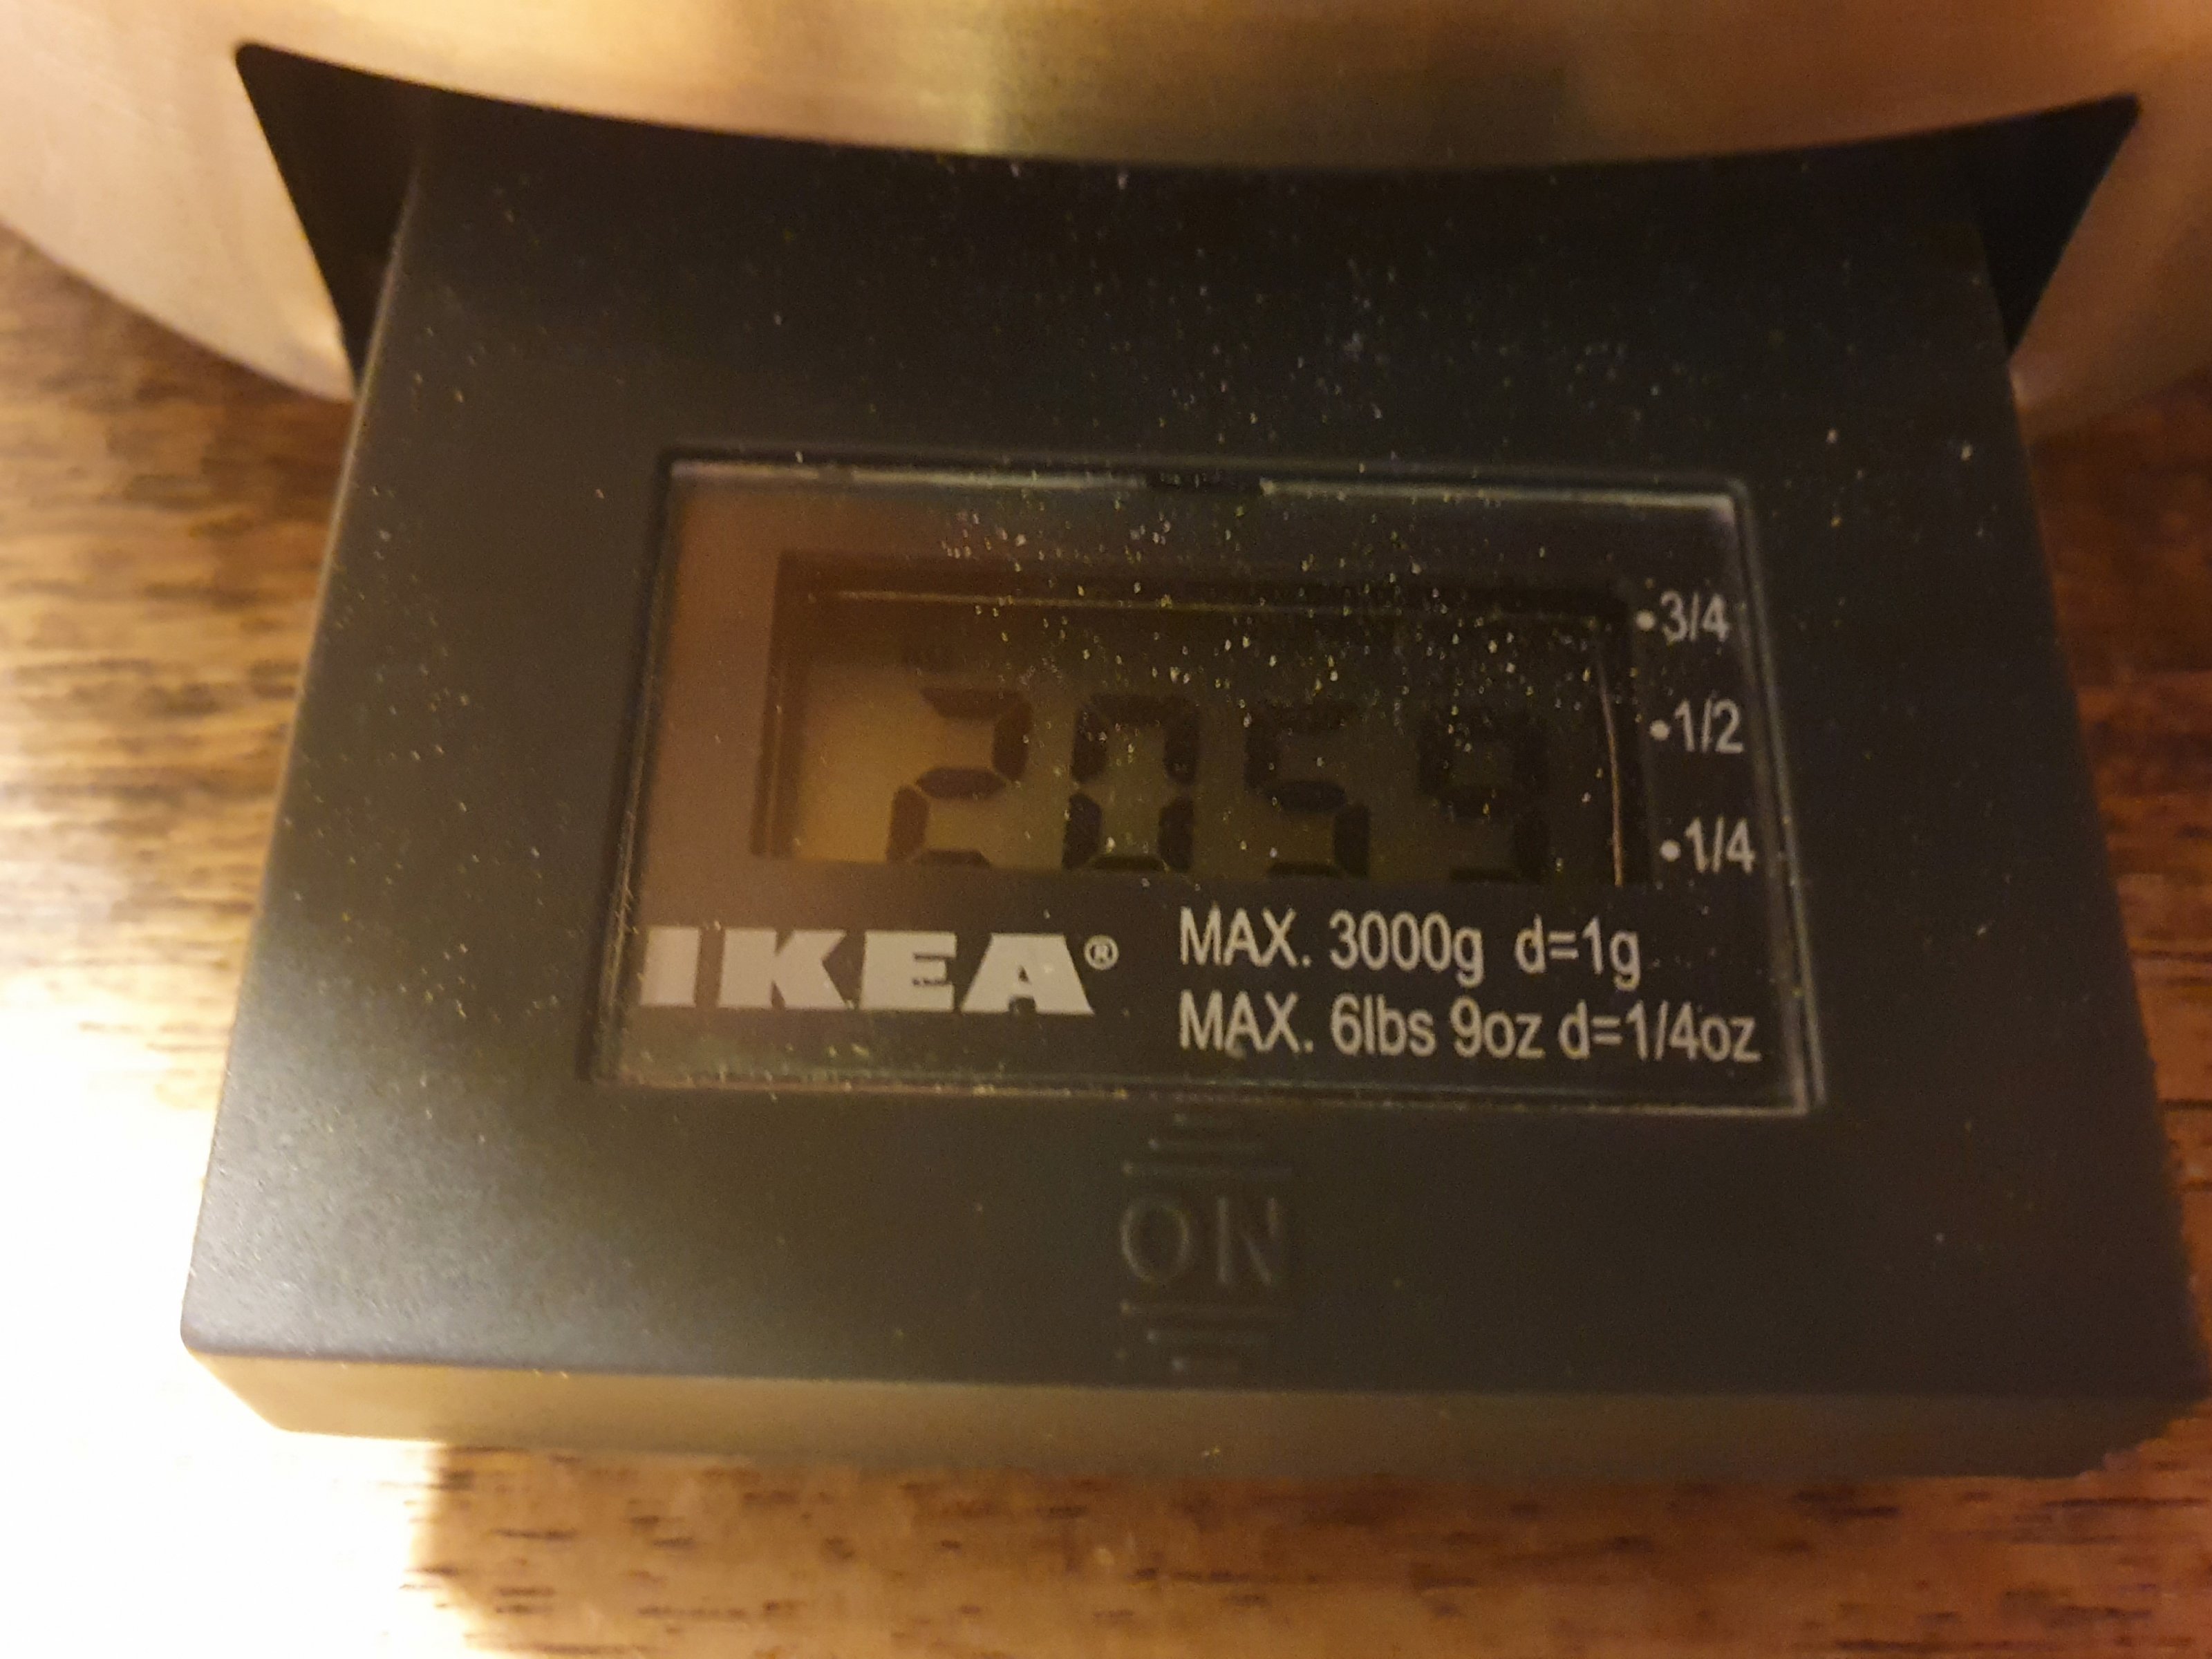 •3/4
2059
•1/2
•1/4
IKEA® MAX. 3000g d=1g
MAX. 6lbs 9oz d=1/4oz
ON